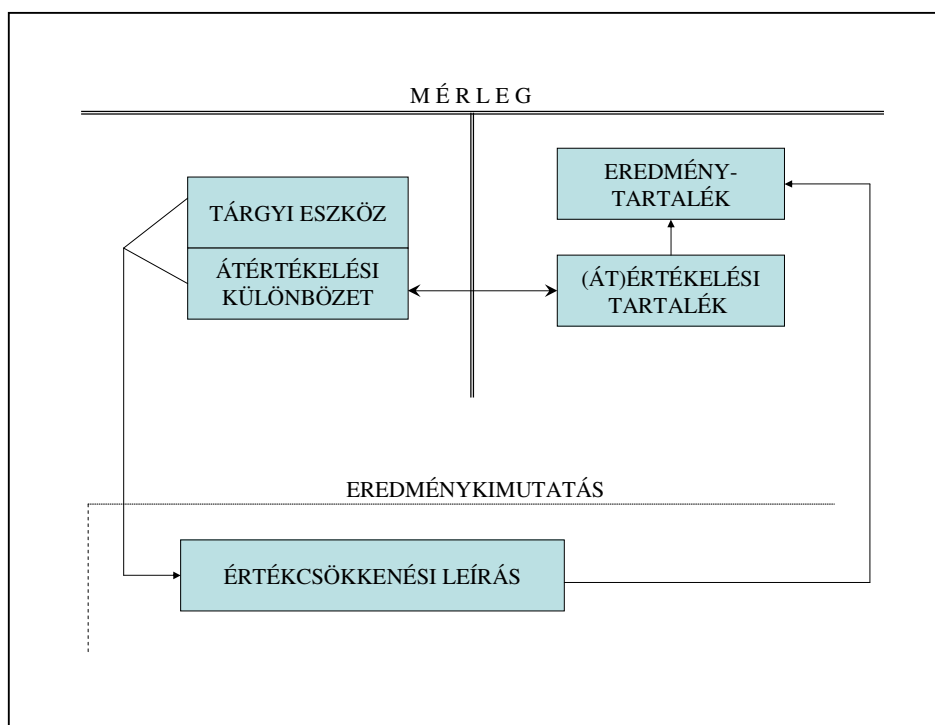 M É R L E G
TÁRGYI ESZKÖZ
ÁTÉRTÉKELÉSI
KÜLÖNBÖZET
EREDMÉNY-
TARTALÉK
(ÁT)ÉRTÉKELÉSI
TARTALÉK
EREDMÉNYKIMUTATÁS
ÉRTÉKCSÖKKENÉSI LEÍRÁS